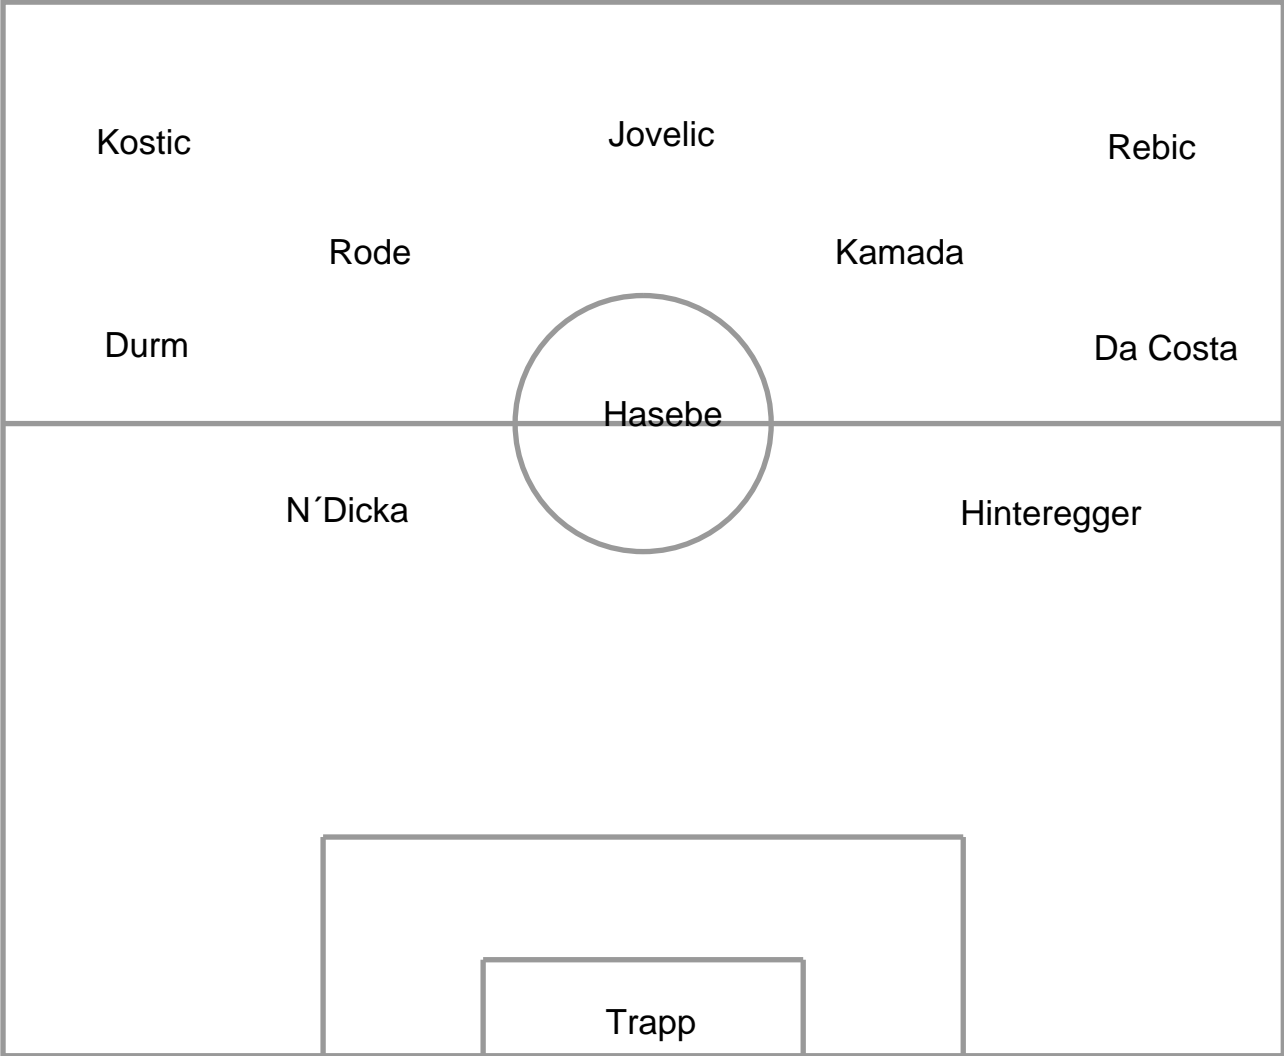 Kostic
Jovelic
Rebic
Rode
Kamada
Durm
Da Costa
Hasebe
N´Dicka
Hinteregger
Trapp